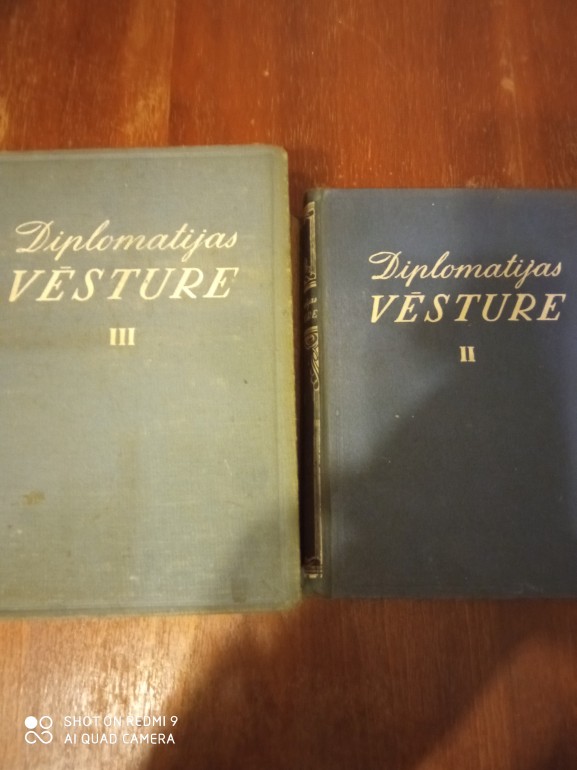 Diplomatijas
VĒSTURE
III
Diplomatijas
VĒSTURE
II
SHOT ON REDMI 9
AI QUAD CAMERA